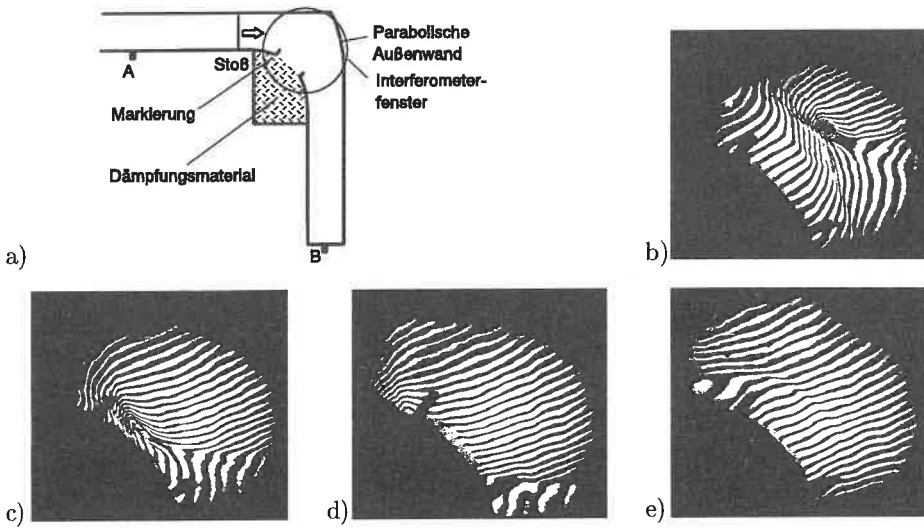 Parabolische
Außenwand
A
Stoß
Interferometer-
fenster
Markierung
Dämpfungsmaterial
B
a)
b)
c)
d)
e)